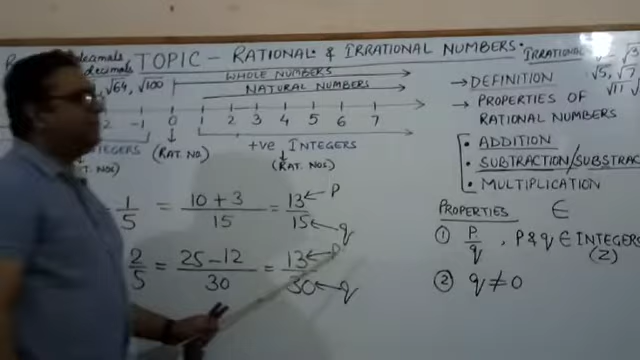 TOPIC - RATIONAL & IRRATIONAL NUMBERS.
decimals √64, √100
WHOLE NUMBERS
NATURAL NUMBERS
-1 0 1 2 3 4 5 6 7
(RAT. NO.)
+ve INTEGERS
(RAT. NOS.)
1/5 = 10 + 3 / 15 = 13/15 ← P ← q
2/5 = 25 - 12 / 30 = 13/30 ← P ← q
IRRATIONAL
√5, √7
√11
→ DEFINITION
→ PROPERTIES OF
RATIONAL NUMBERS
• ADDITION
• SUBTRACTION/SUBSTRAC
• MULTIPLICATION
PROPERTIES ∈
① P/q , P & q ∈ INTEGERS
(Z)
② q ≠ 0